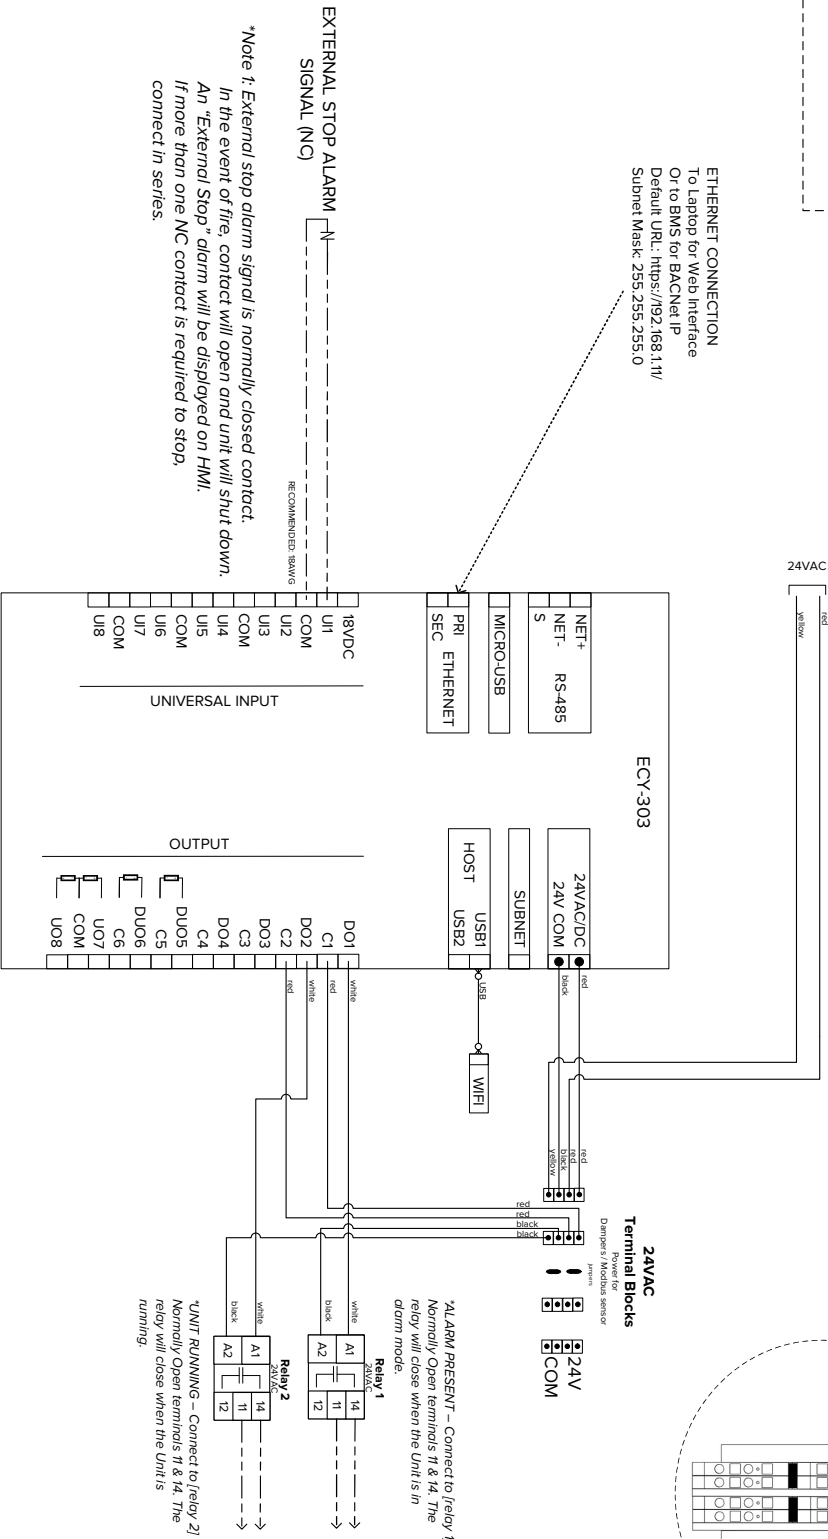 24VAC
red
yellow
ETHERNET CONNECTION
To Laptop for Web Interface
Or to BMS for BACNet IP
Default URL: https://192.168.1.11/
Subnet Mask: 255.255.255.0
EXTERNAL STOP ALARM
SIGNAL (NC)
N
RECOMMENDED: 18AWG
*Note 1: External stop alarm signal is normally closed contact.
In the event of fire, contact will open and unit will shut down.
An "External Stop" alarm will be displayed on HMI.
If more than one NC contact is required to stop,
connect in series.
ECY-303
NET+
NET-
S
RS-485
MICRO-USB
PRI
SEC
ETHERNET
18VDC
UI1
COM
UI2
UI3
COM
UI4
UI5
COM
UI6
UI7
COM
UI8
UNIVERSAL INPUT
24VAC/DC
24V COM
SUBNET
HOST
USB1
USB2
OUTPUT
DO1
C1
DO2
C2
DO3
C3
DO4
C4
DUO5
C5
DUO6
C6
UO7
COM
UO8
red
black
USB
WIFI
white
red
white
red
red
red
black
yellow
red
red
black
black
24VAC
Terminal Blocks
Power for
Dampers / Modbus sensor
jumpers
24V
COM
*ALARM PRESENT – Connect to [relay 1]
Normally Open terminals 11 & 14. The
relay will close when the Unit is in
alarm mode.
white
black
Relay 1
24VAC
A1
A2
14
11
12
*UNIT RUNNING – Connect to [relay 2]
Normally Open terminals 11 & 14. The
relay will close when the Unit is
running.
white
black
Relay 2
24VAC
A1
A2
14
11
12